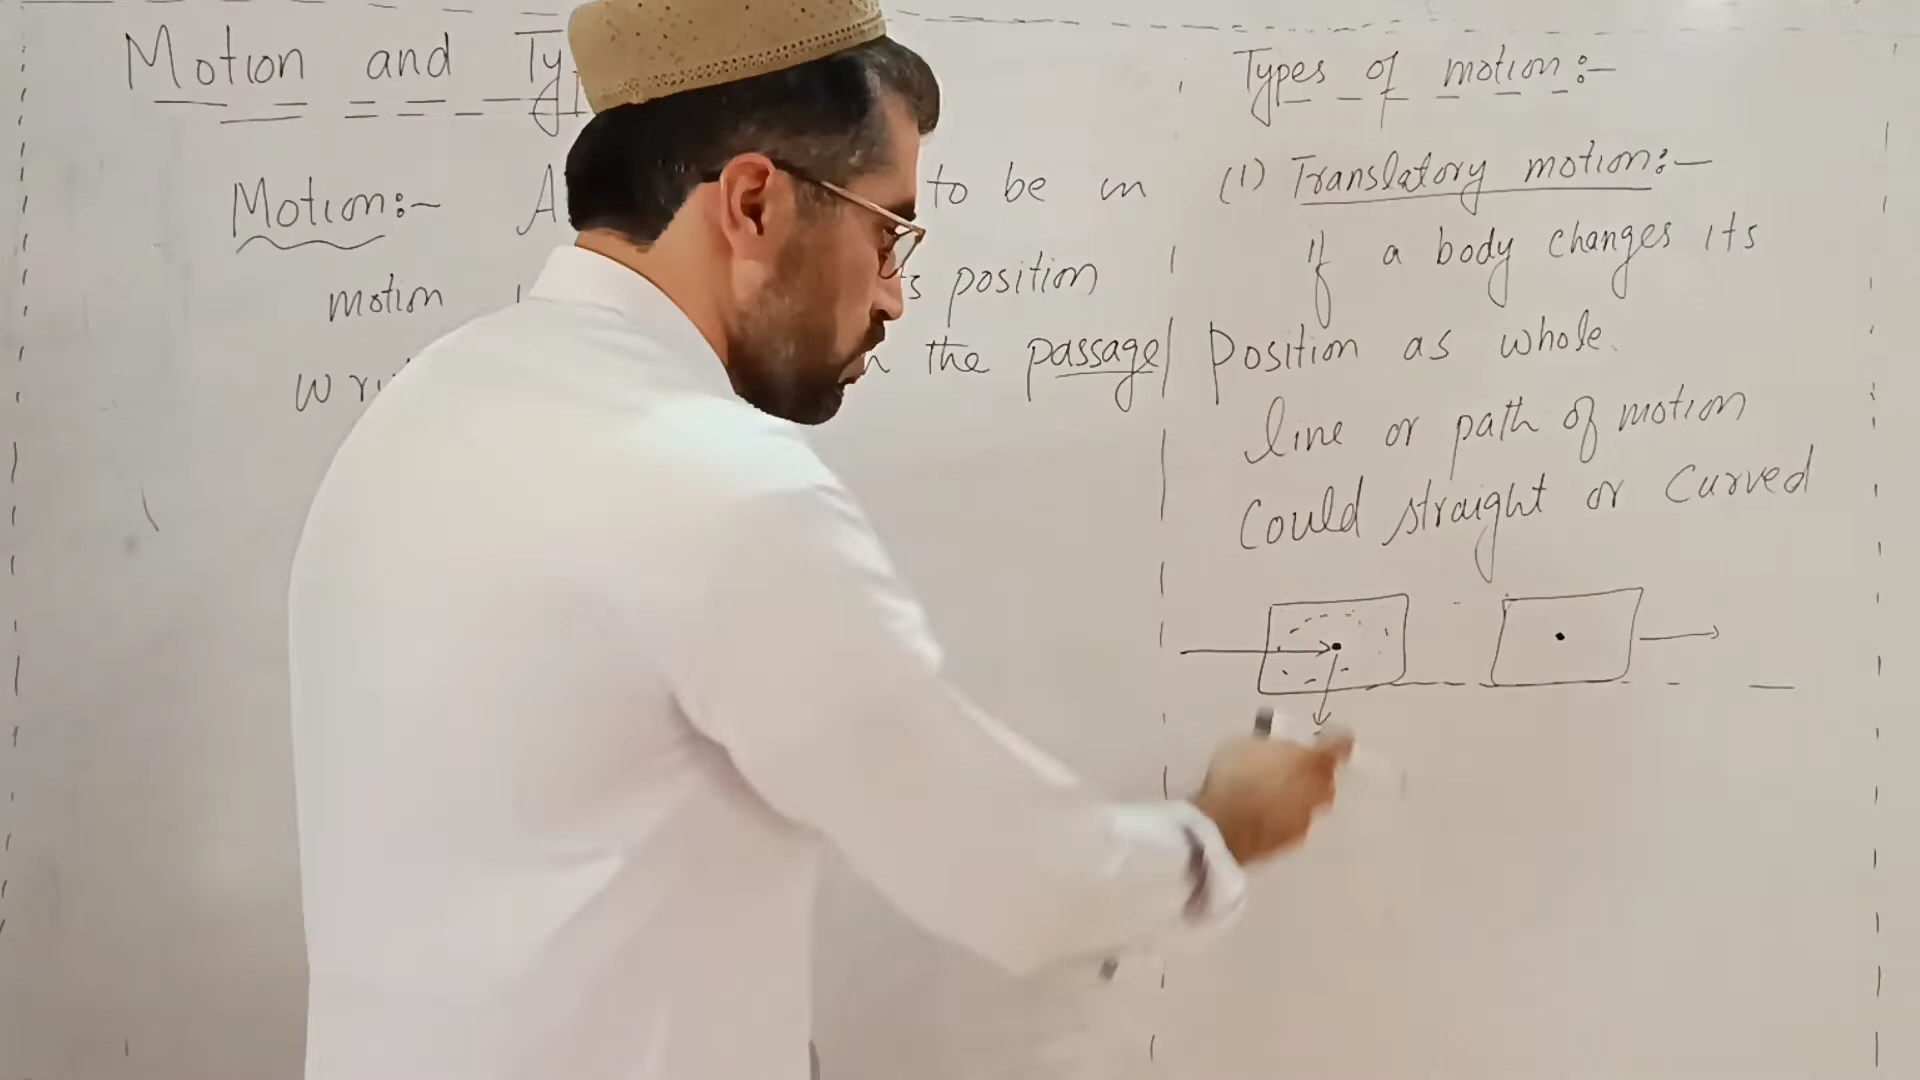 Motion and Ty
Motion:- A to be in
motion s position
w the passage
Types of motion:-
(1) Translatory motion:-
if a body changes its
Position as whole.
line or path of motion
Could straight or curved